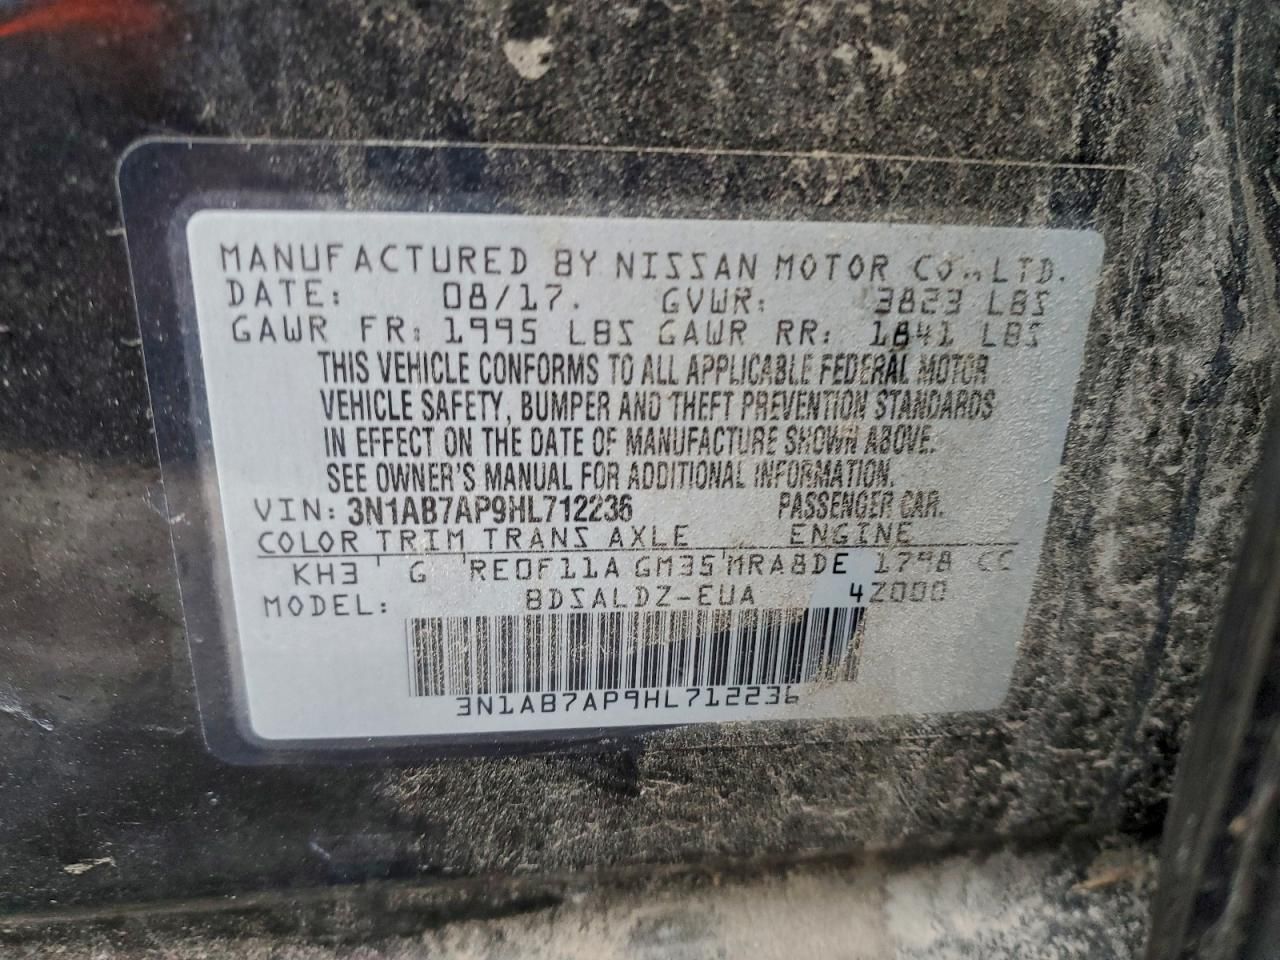 MANUFACTURED BY NISSAN MOTOR CO., LTD.
DATE: 08/17. GVWR: 3823 LBS
GAWR FR: 1995 LBS GAWR RR: 1841 LBS
THIS VEHICLE CONFORMS TO ALL APPLICABLE FEDERAL MOTOR
VEHICLE SAFETY, BUMPER AND THEFT PREVENTION STANDARDS
IN EFFECT ON THE DATE OF MANUFACTURE SHOWN ABOVE.
SEE OWNER'S MANUAL FOR ADDITIONAL INFORMATION.
VIN: 3N1AB7AP9HL712236 PASSENGER CAR.
COLOR TRIM TRANS AXLE ENGINE
KH3 ' G ' RE0F11A GM35 ' MRA8DE 1798 CC
MODEL: BDSALDZ-EUA 4Z000
3N1AB7AP9HL712236